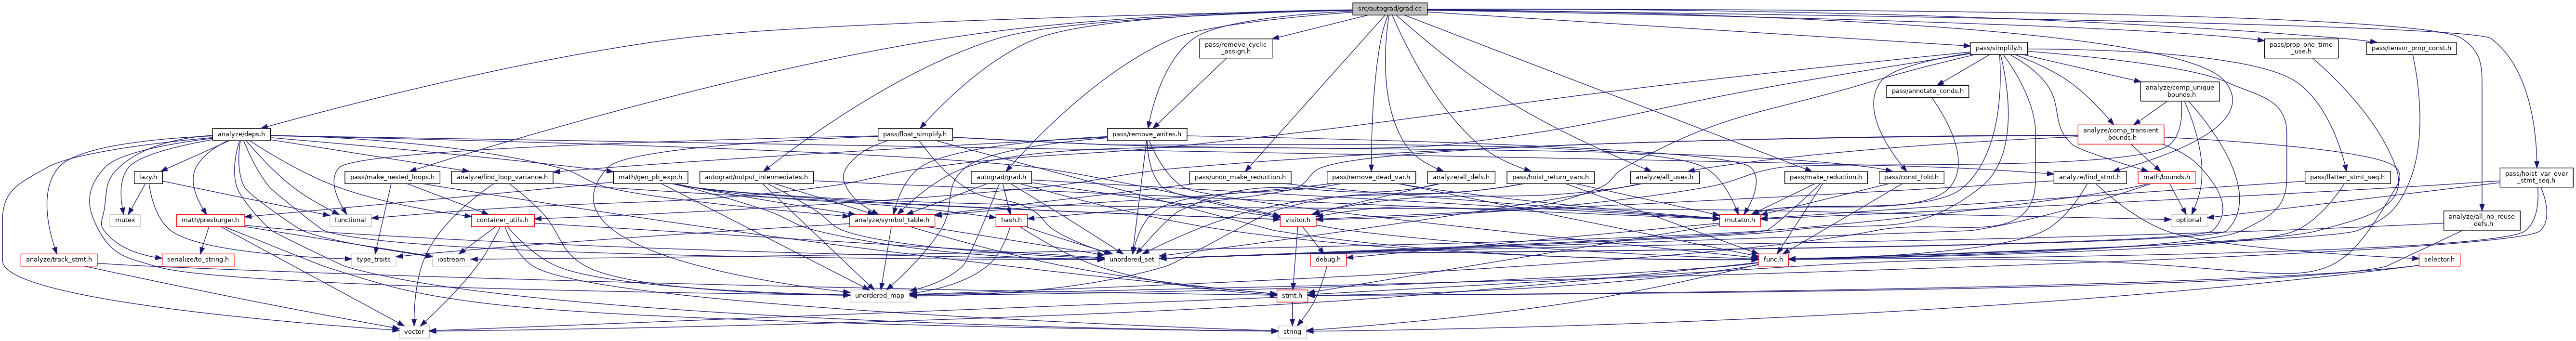 src/autograd/grad.cc
pass/remove_cyclic
_assign.h
pass/simplify.h
pass/prop_one_time
_use.h
pass/tensor_prop_const.h
pass/annotate_conds.h
analyze/comp_unique
_bounds.h
analyze/deps.h
pass/float_simplify.h
pass/remove_writes.h
analyze/comp_transient
_bounds.h
lazy.h
pass/make_nested_loops.h
analyze/find_loop_variance.h
math/gen_pb_expr.h
autograd/output_intermediates.h
autograd/grad.h
pass/undo_make_reduction.h
pass/remove_dead_var.h
analyze/all_defs.h
pass/hoist_return_vars.h
analyze/all_uses.h
pass/make_reduction.h
pass/const_fold.h
analyze/find_stmt.h
math/bounds.h
pass/flatten_stmt_seq.h
pass/hoist_var_over
_stmt_seq.h
mutex
math/presburger.h
functional
container_utils.h
analyze/symbol_table.h
hash.h
visitor.h
mutator.h
optional
analyze/all_no_reuse
_defs.h
analyze/track_stmt.h
serialize/to_string.h
type_traits
iostream
unordered_set
debug.h
func.h
selector.h
unordered_map
stmt.h
vector
string